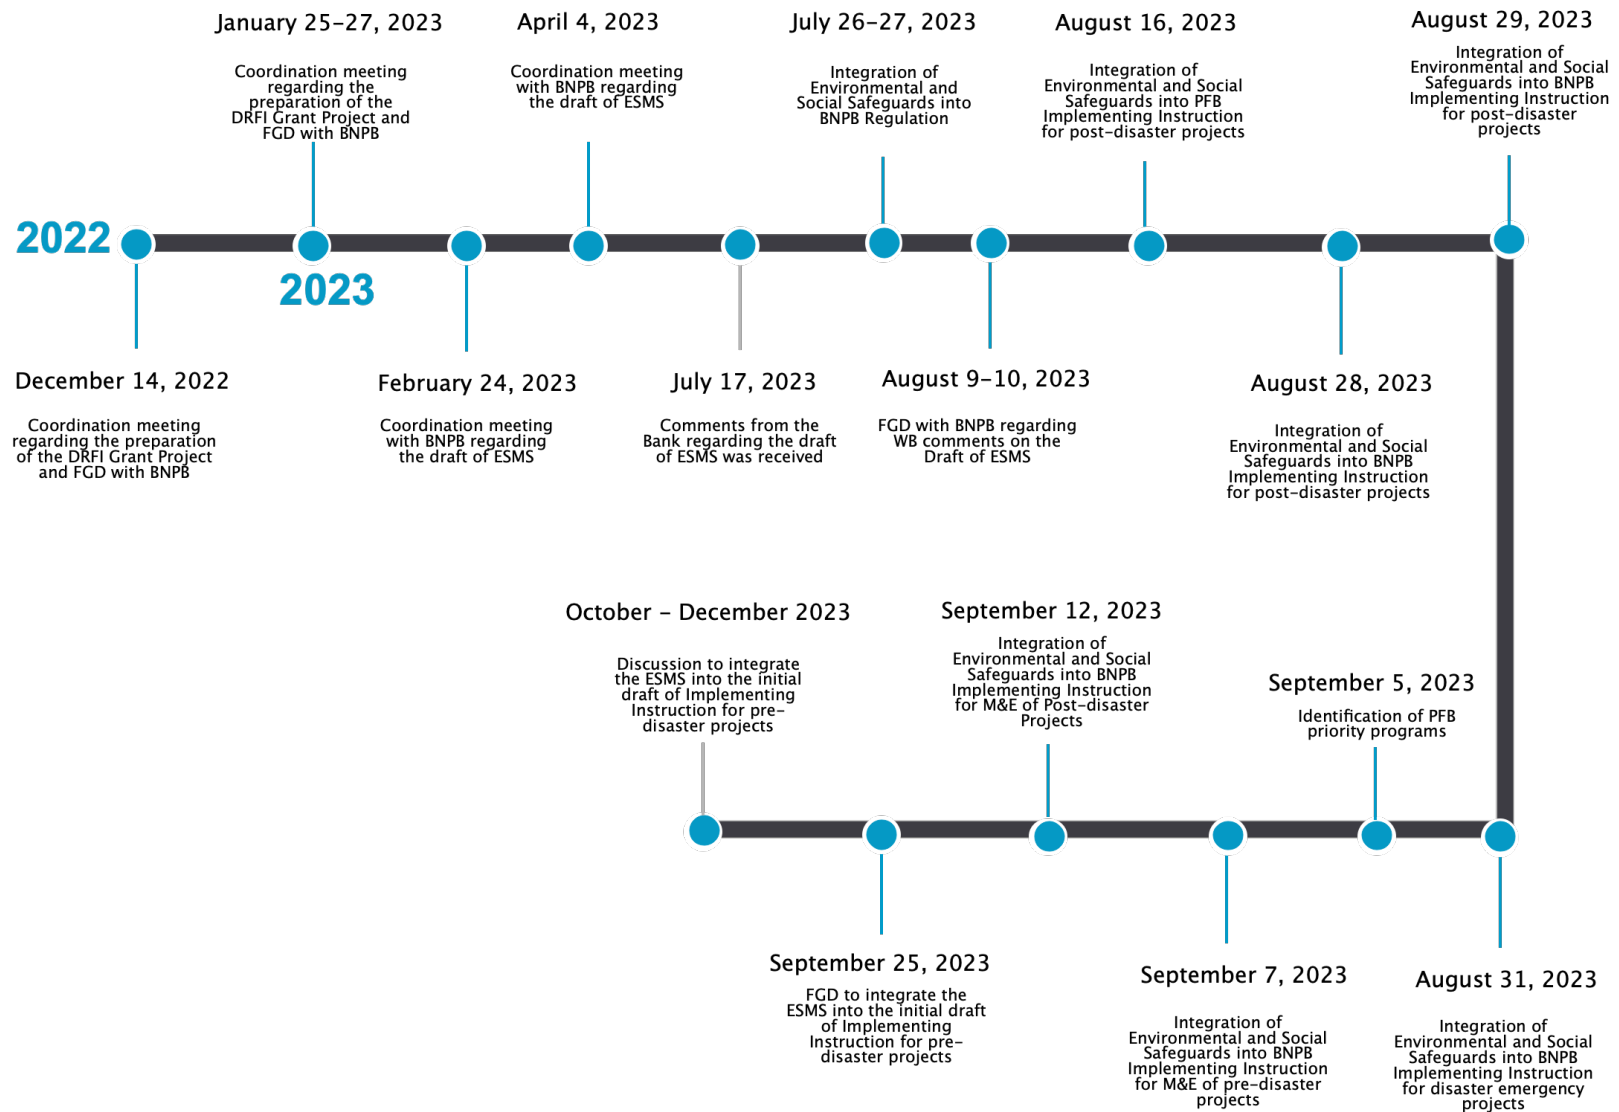 January 25–27, 2023
Coordination meeting
regarding the
preparation of the
DRFI Grant Project and
FGD with BNPB
April 4, 2023
Coordination meeting
with BNPB regarding
the draft of ESMS
July 26–27, 2023
Integration of
Environmental and
Social Safeguards into
BNPB Regulation
August 16, 2023
Integration of
Environmental and Social
Safeguards into PFB
Implementing Instruction
for post-disaster projects
August 29, 2023
Integration of
Environmental and Social
Safeguards into BNPB
Implementing Instruction
for post-disaster
projects
2022
2023
December 14, 2022
Coordination meeting
regarding the preparation
of the DRFI Grant Project
and FGD with BNPB
February 24, 2023
Coordination meeting
with BNPB regarding
the draft of ESMS
July 17, 2023
Comments from the
Bank regarding the draft
of ESMS was received
August 9–10, 2023
FGD with BNPB regarding
WB comments on the
Draft of ESMS
August 28, 2023
Integration of
Environmental and Social
Safeguards into BNPB
Implementing Instruction
for post-disaster projects
October – December 2023
Discussion to integrate
the ESMS into the initial
draft of Implementing
Instruction for pre-
disaster projects
September 12, 2023
Integration of
Environmental and Social
Safeguards into BNPB
Implementing Instruction
for M&E of Post-disaster
Projects
September 5, 2023
Identification of PFB
priority programs
September 25, 2023
FGD to integrate the
ESMS into the initial draft
of Implementing
Instruction for pre-
disaster projects
September 7, 2023
Integration of
Environmental and Social
Safeguards into BNPB
Implementing Instruction
for M&E of pre-disaster
projects
August 31, 2023
Integration of
Environmental and Social
Safeguards into BNPB
Implementing Instruction
for disaster emergency
projects